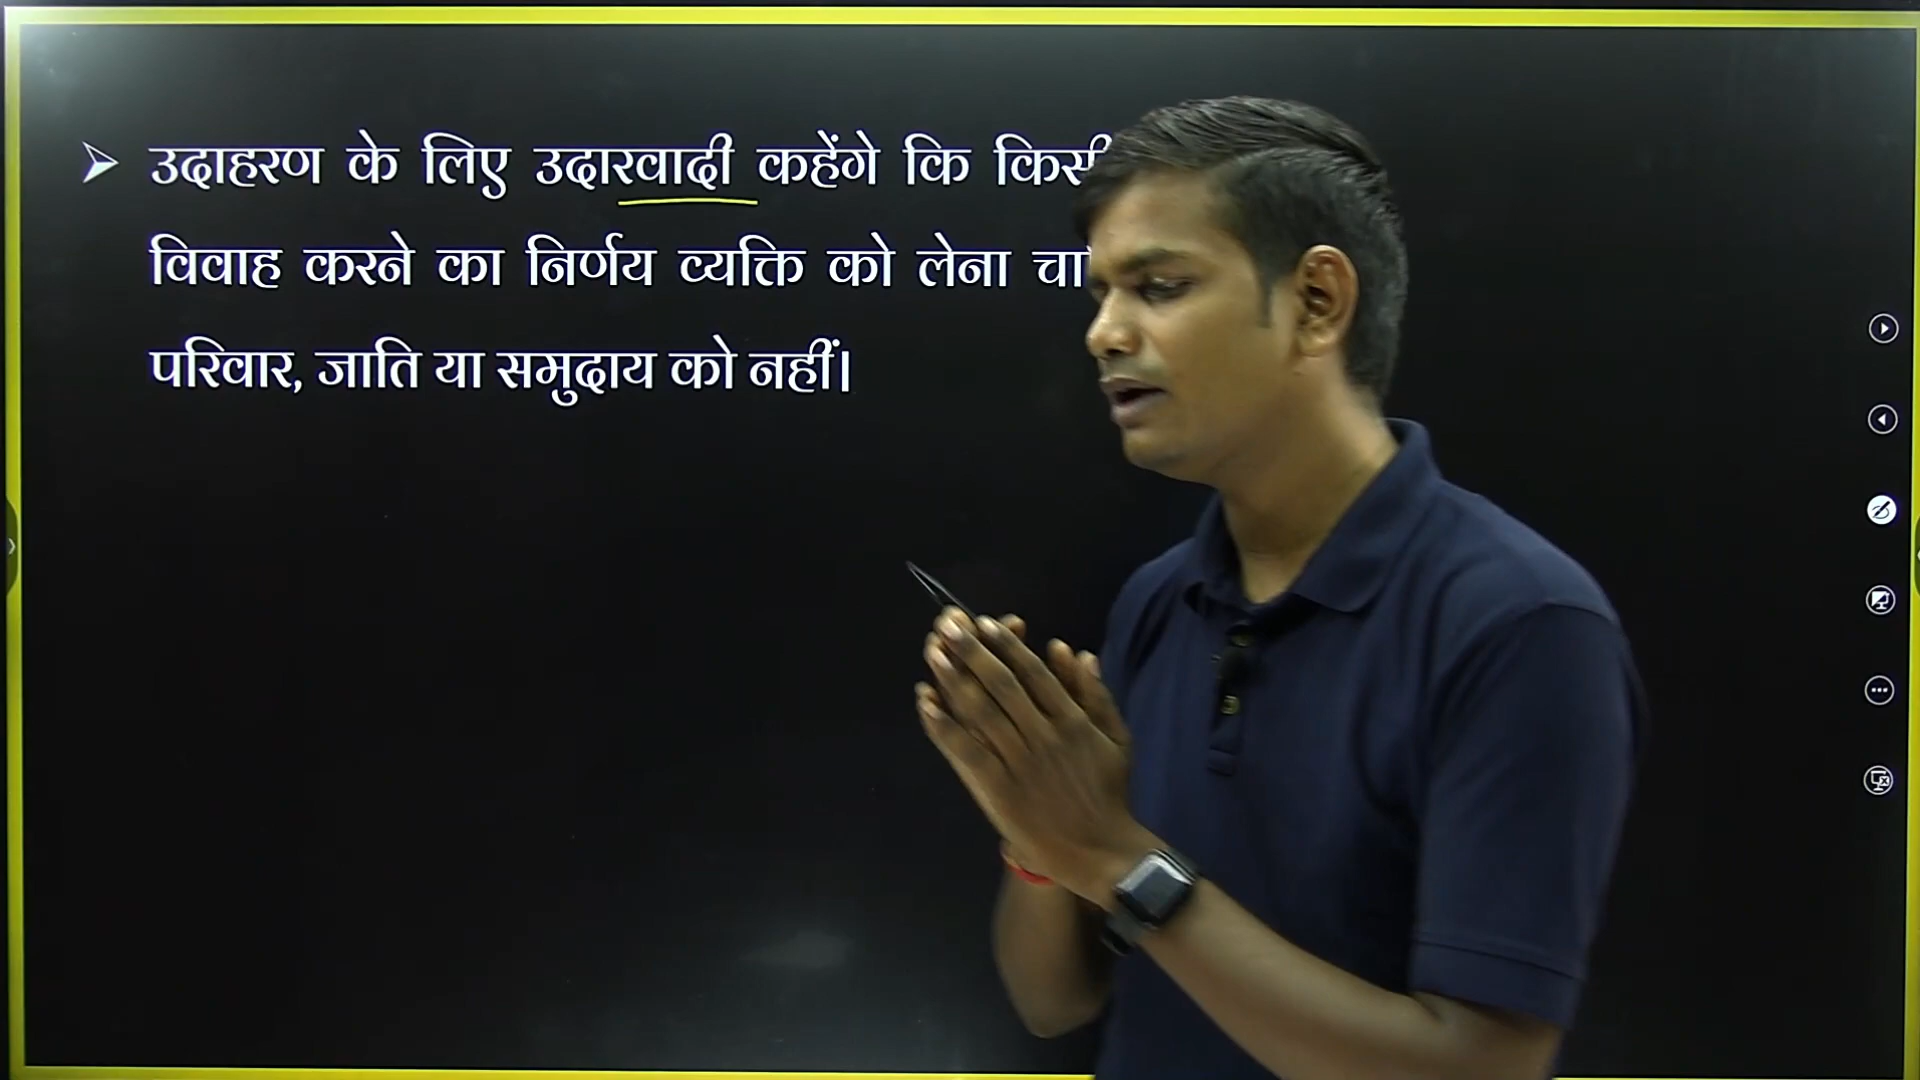 उदाहरण के लिए उदारवादी कहेंगे कि किसी
विवाह करने का निर्णय व्यक्ति को लेना
परिवार, जाति या समुदाय को नहीं।